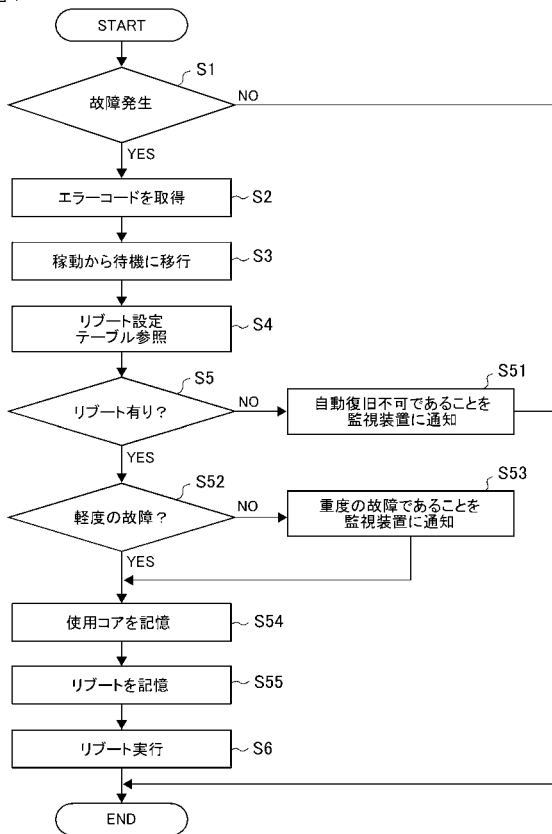 START
S1
故障発生
NO
YES
エラーコードを取得
S2
稼動から待機に移行
S3
リブート設定
テーブル参照
S4
S5
リブート有り？
NO
YES
S51
自動復旧不可であることを
監視装置に通知
S52
軽度の故障？
NO
YES
S53
重度の故障であることを
監視装置に通知
使用コアを記憶
S54
リブートを記憶
S55
リブート実行
S6
END